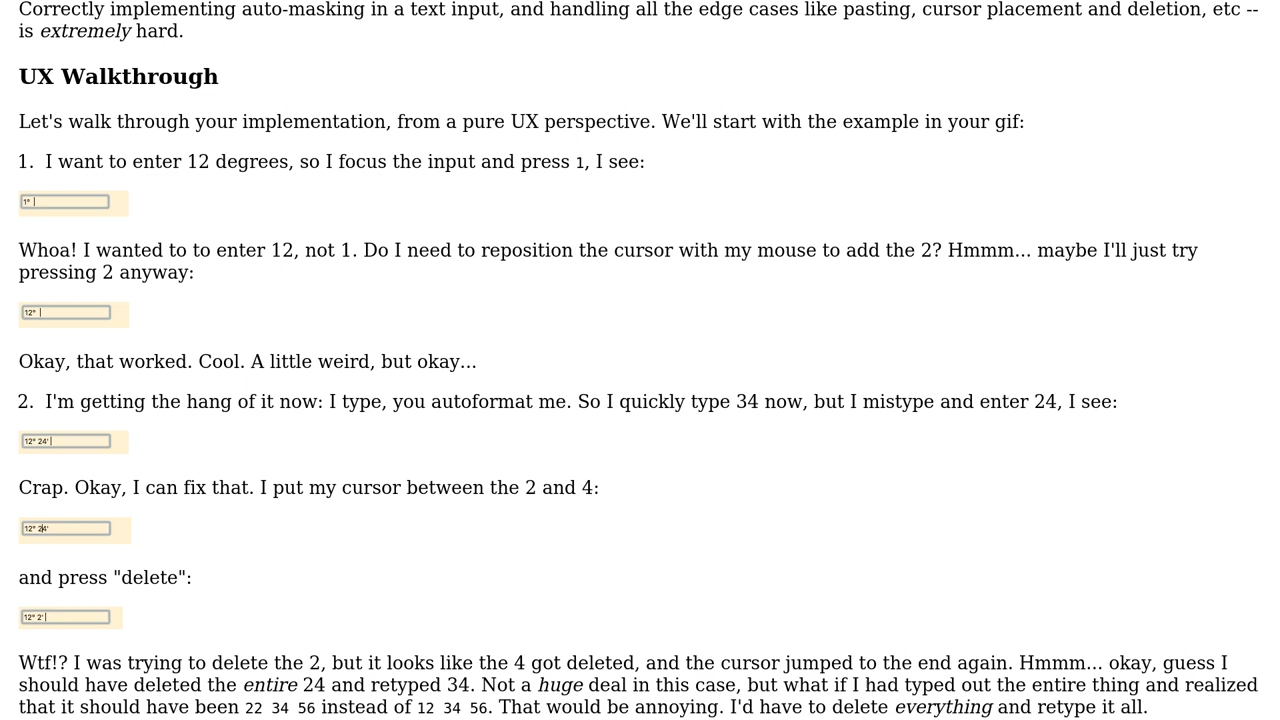 Correctly implementing auto-masking in a text input, and handling all the edge cases like pasting, cursor placement and deletion, etc --
is extremely hard.
UX Walkthrough
Let's walk through your implementation, from a pure UX perspective. We'll start with the example in your gif:
1. I want to enter 12 degrees, so I focus the input and press 1, I see:
1°
Whoa! I wanted to to enter 12, not 1. Do I need to reposition the cursor with my mouse to add the 2? Hmmm... maybe I'll just try
pressing 2 anyway:
12°
Okay, that worked. Cool. A little weird, but okay...
2. I'm getting the hang of it now: I type, you autoformat me. So I quickly type 34 now, but I mistype and enter 24, I see:
12° 24'
Crap. Okay, I can fix that. I put my cursor between the 2 and 4:
12° 24'
and press "delete":
12° 2'
Wtf!? I was trying to delete the 2, but it looks like the 4 got deleted, and the cursor jumped to the end again. Hmmm... okay, guess I
should have deleted the entire 24 and retyped 34. Not a huge deal in this case, but what if I had typed out the entire thing and realized
that it should have been 22 34 56 instead of 12 34 56. That would be annoying. I'd have to delete everything and retype it all.